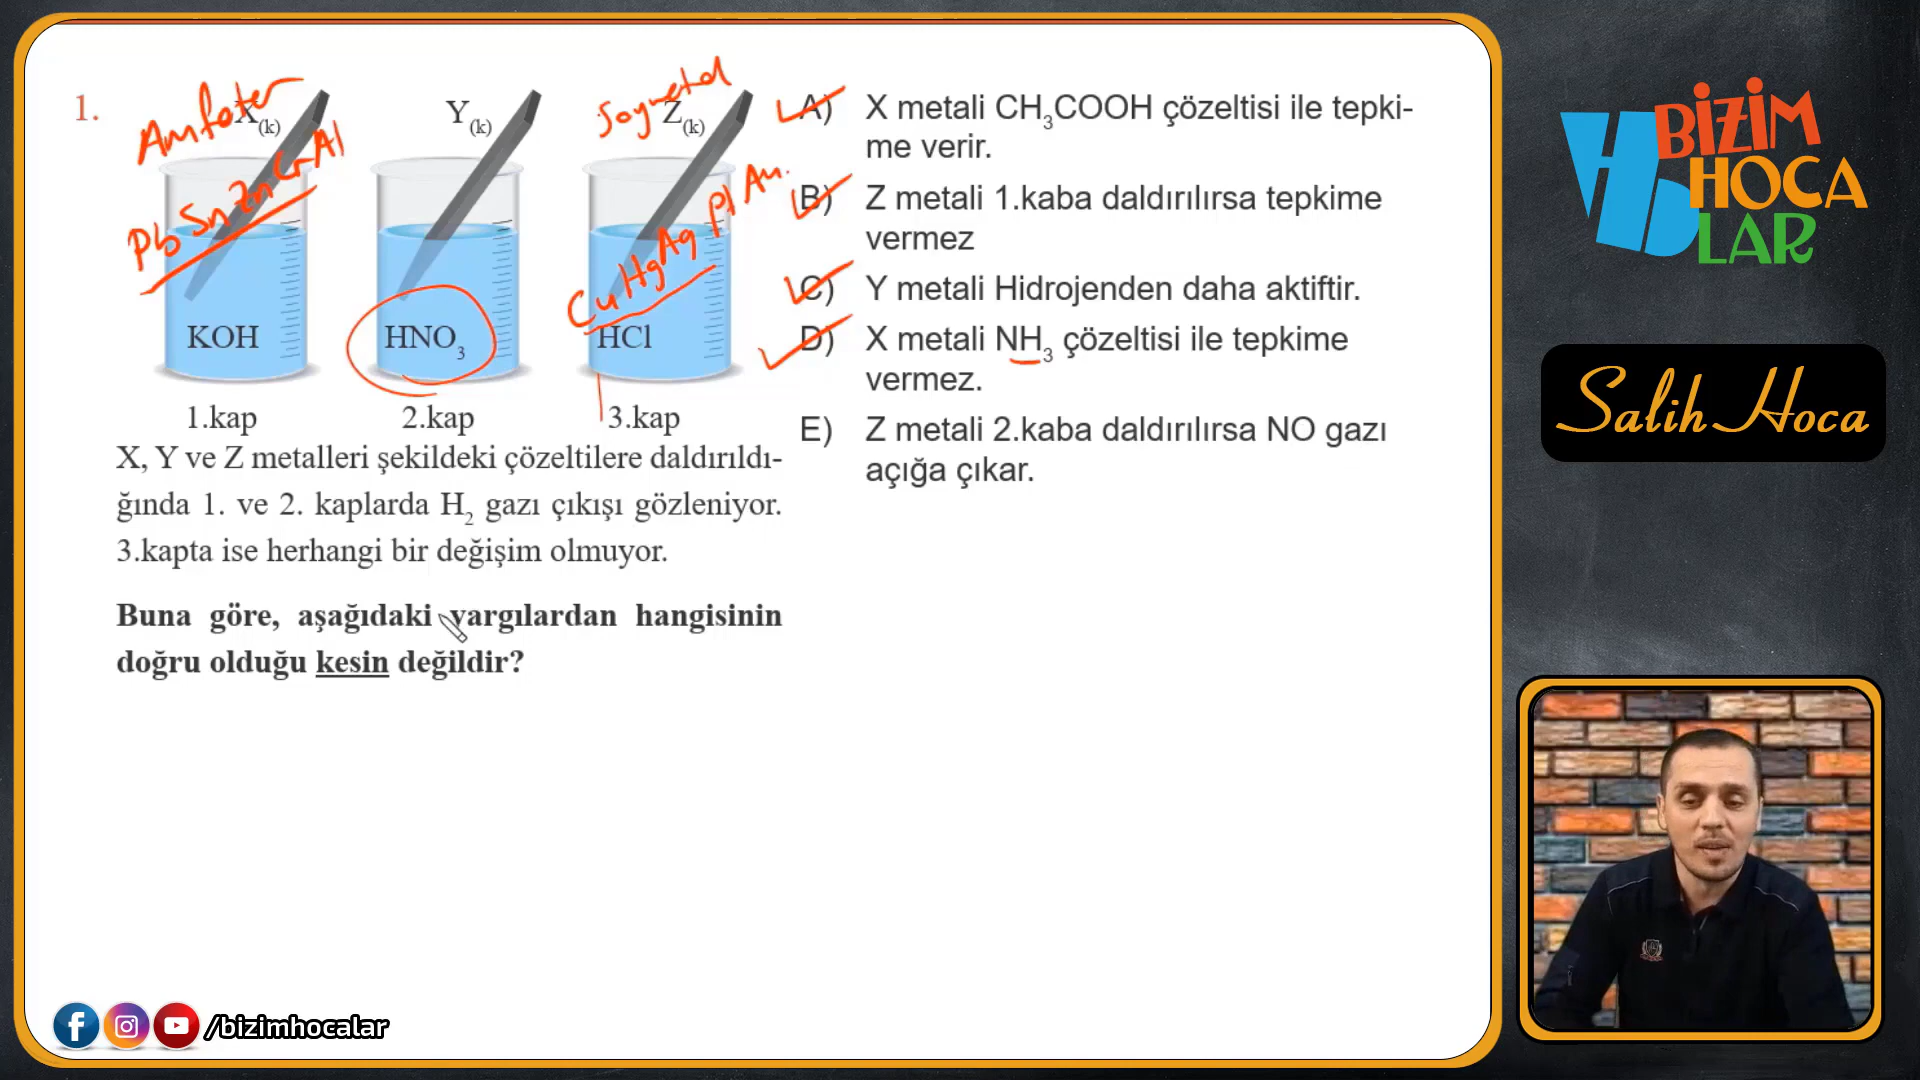 1.
Amfoter
X(k)
Pb Sn Zn Cr Al
KOH
1.kap
Y(k)
HNO3
2.kap
Soymetal
Z(k)
Cu Hg Ag Pt Au.
HCl
3.kap
X, Y ve Z metalleri şekildeki çözeltilere daldırıldı-
ğında 1. ve 2. kaplarda H2 gazı çıkışı gözleniyor.
3.kapta ise herhangi bir değişim olmuyor.
Buna göre, aşağıdaki yargılardan hangisinin
doğru olduğu kesin değildir?
A) X metali CH3COOH çözeltisi ile tepki-
me verir.
B) Z metali 1.kaba daldırılırsa tepkime
vermez
C) Y metali Hidrojenden daha aktiftir.
D) X metali NH3 çözeltisi ile tepkime
vermez.
E) Z metali 2.kaba daldırılırsa NO gazı
açığa çıkar.
BİZİM
HOCA
LAR
Salih Hoca
/bizimhocalar